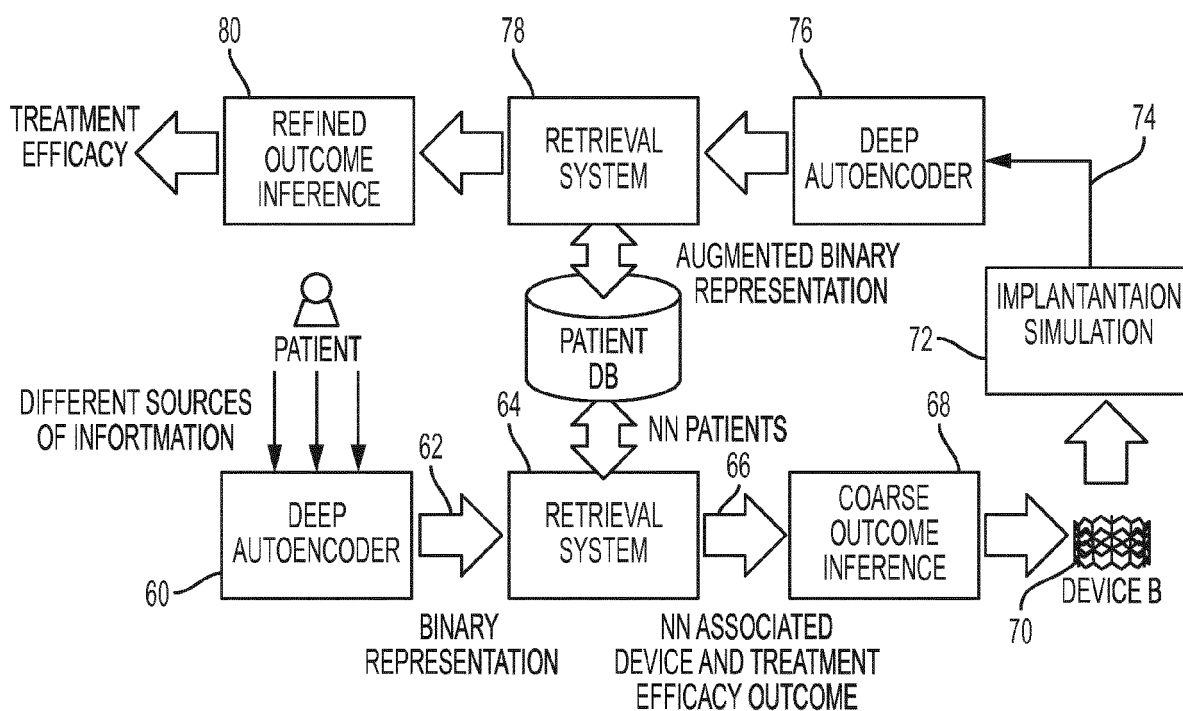 80
78
76
74
TREATMENT
EFFICACY
REFINED
OUTCOME
INFERENCE
RETRIEVAL
SYSTEM
DEEP
AUTOENCODER
AUGMENTED BINARY
REPRESENTATION
IMPLANTANTAION
SIMULATION
72
PATIENT
PATIENT
DB
DIFFERENT SOURCES
OF INFORTMATION
62
64
NN PATIENTS
66
68
DEEP
AUTOENCODER
RETRIEVAL
SYSTEM
COARSE
OUTCOME
INFERENCE
60
70
DEVICE B
BINARY
REPRESENTATION
NN ASSOCIATED
DEVICE AND TREATMENT
EFFICACY OUTCOME